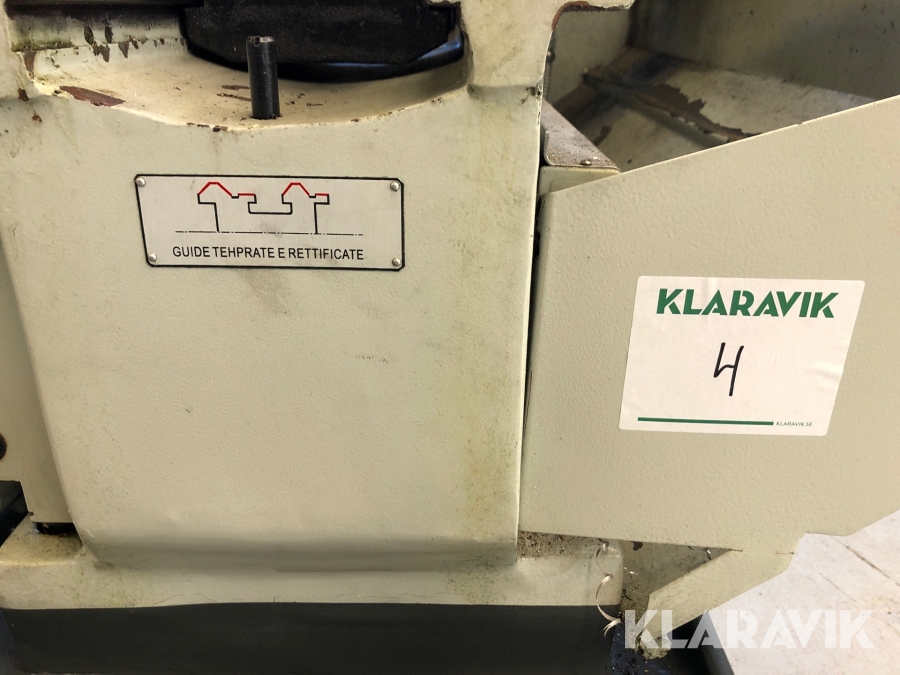 GUIDE TEHPRATE E RETTIFICATE
KLARAVIK
4
KLARAVIK.SE
KLARAVIK